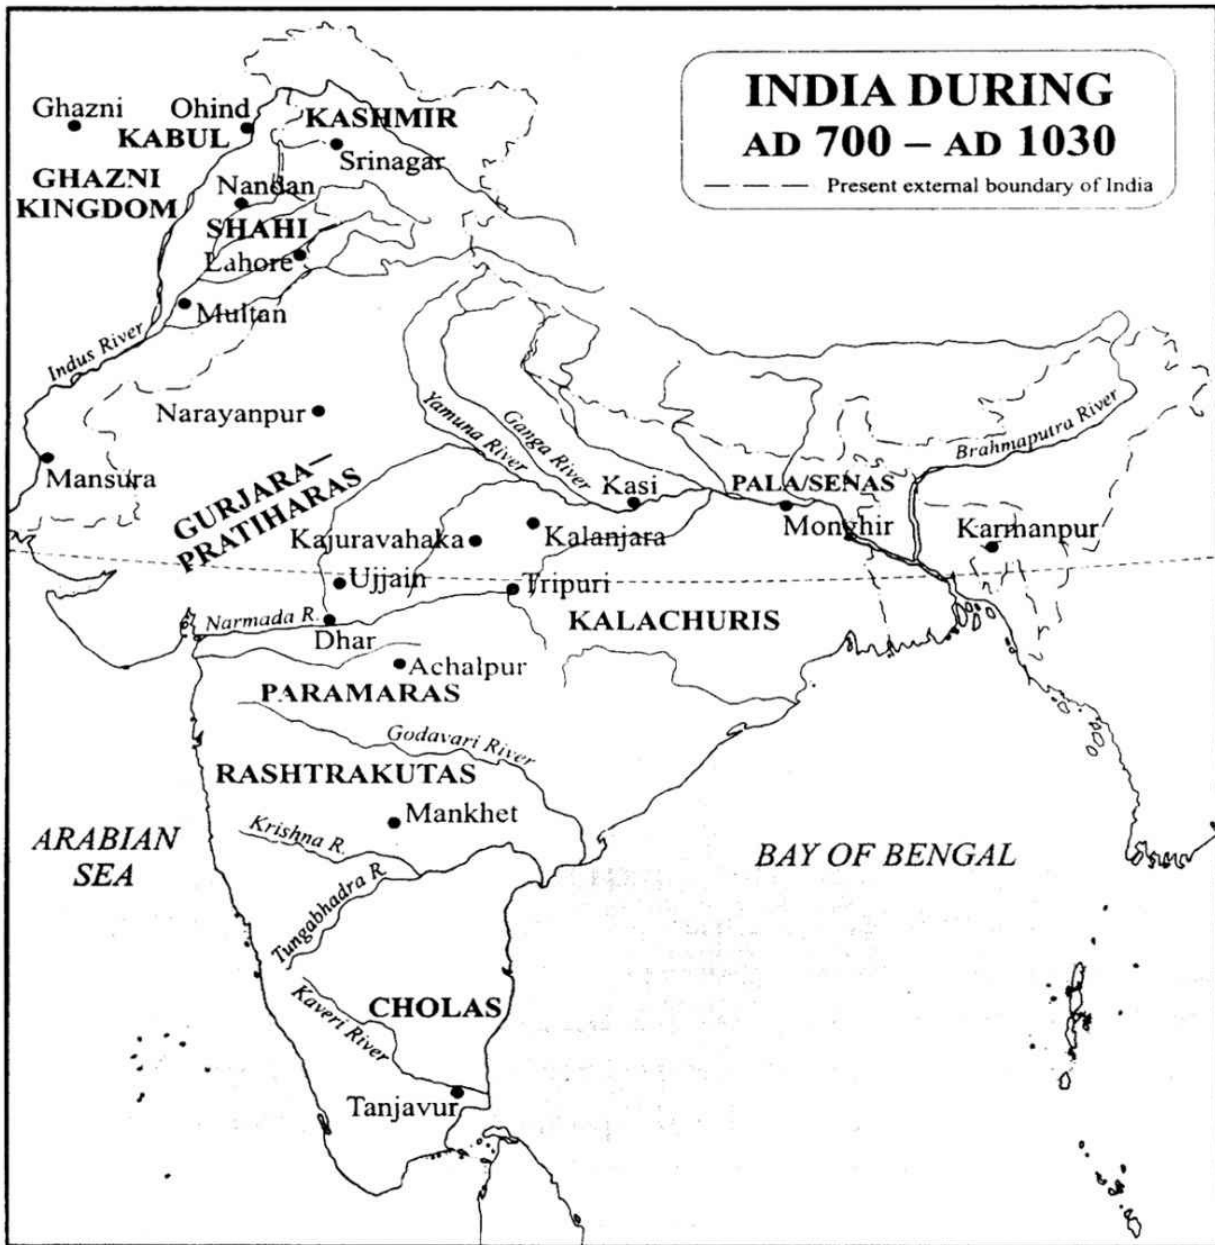 INDIA DURING
AD 700 – AD 1030
Present external boundary of India
Ghazni
Ohind
KABUL
KASHMIR
Srinagar
GHAZNI
KINGDOM
Nandan
SHAHI
Lahore
Multan
Indus River
Narayanpur
Yamuna River
Ganga River
Brahmaputra River
Mansura
GURJARA–
PRATIHARAS
Kasi
PALA/SENAS
Monghir
Karmanpur
Kajuravahaka
Kalanjara
Ujjain
Tripuri
Narmada R.
Dhar
KALACHURIS
Achalpur
PARAMARAS
Godavari River
RASHTRAKUTAS
Mankhet
Krishna R.
ARABIAN
SEA
BAY OF BENGAL
Tungabhadra R.
CHOLAS
Kaveri River
Tanjavur